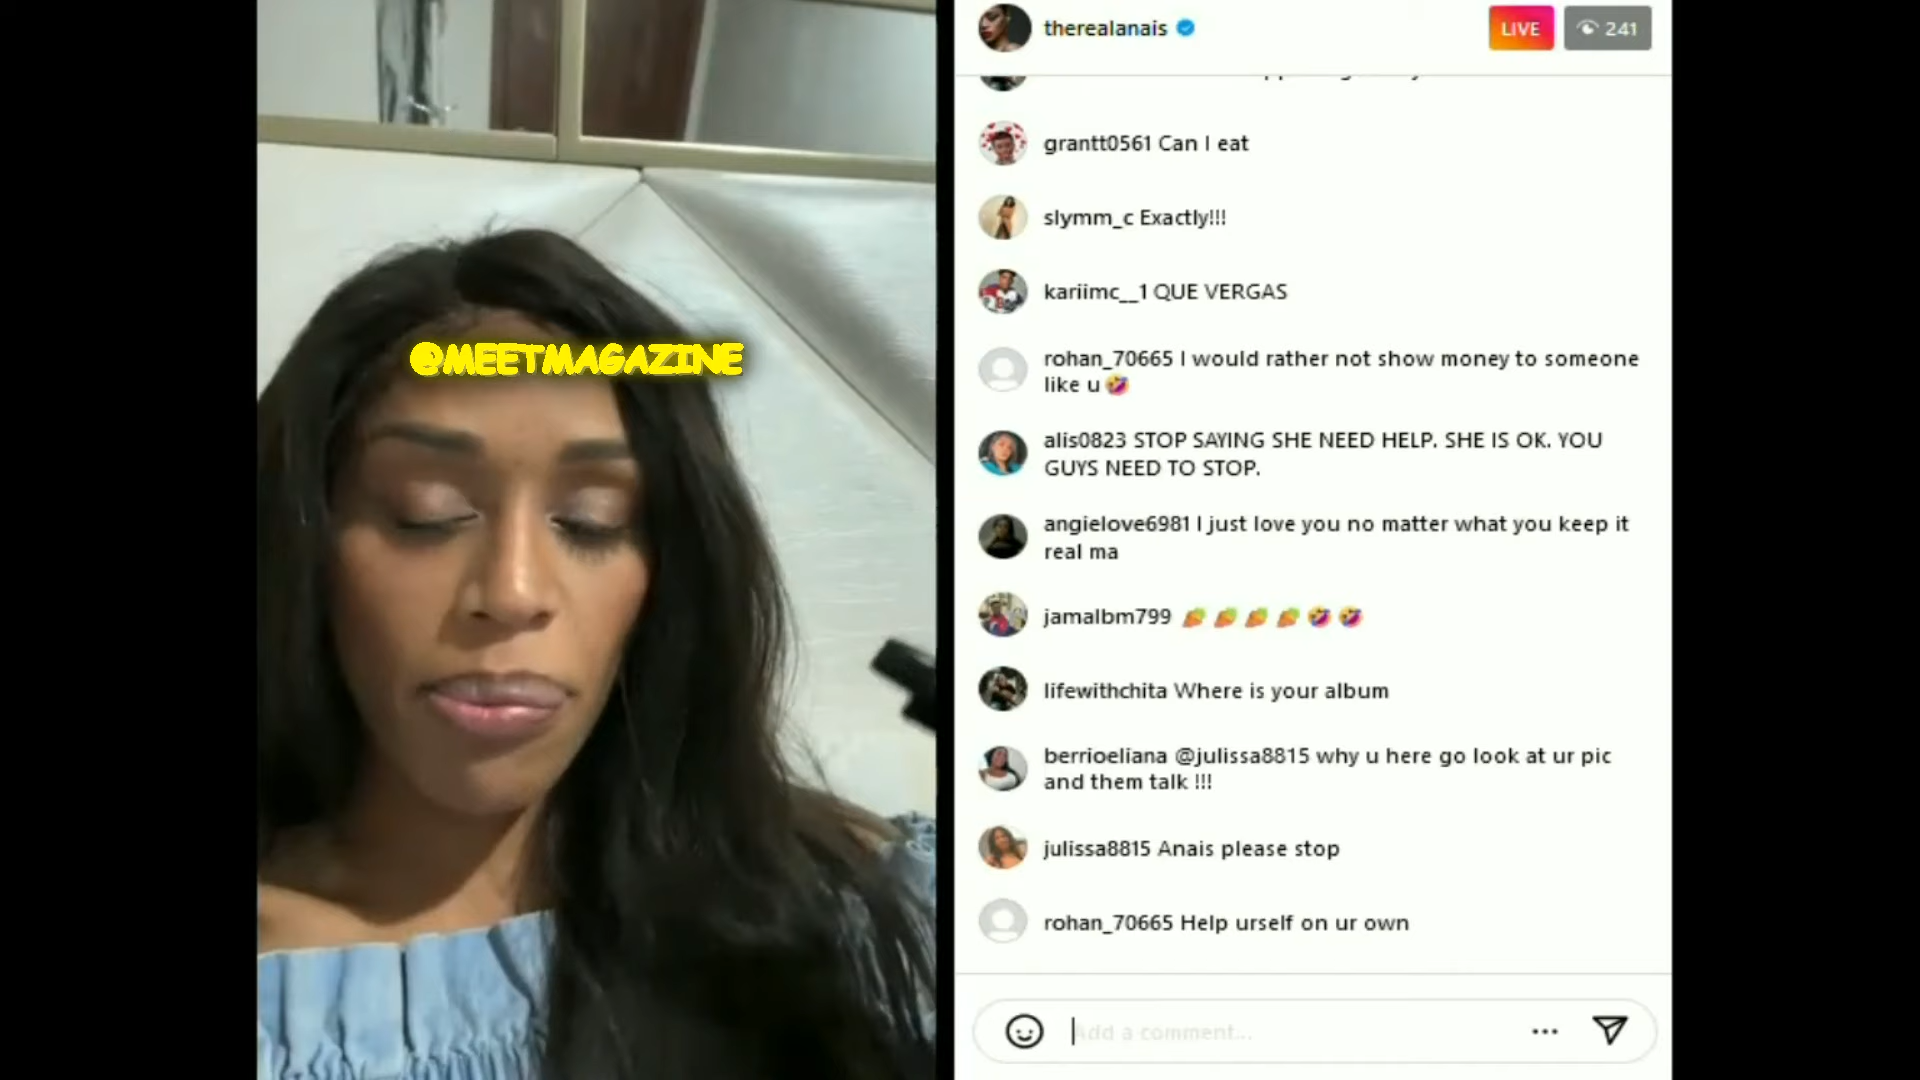 therealanais
LIVE
241
@MEETMAGAZINE
grantt0561 Can I eat
slymm_c Exactly!!!
kariimc__1 QUE VERGAS
rohan_70665 I would rather not show money to someone
like u🤣
alis0823 STOP SAYING SHE NEED HELP. SHE IS OK. YOU
GUYS NEED TO STOP.
angielove6981 I just love you no matter what you keep it
real ma
jamalbm799 🥕🥕🥕🥕🤣🤣
lifewithchita Where is your album
berrioeliana @julissa8815 why u here go look at ur pic
and them talk !!!
julissa8815 Anais please stop
rohan_70665 Help urself on ur own
Add a comment...